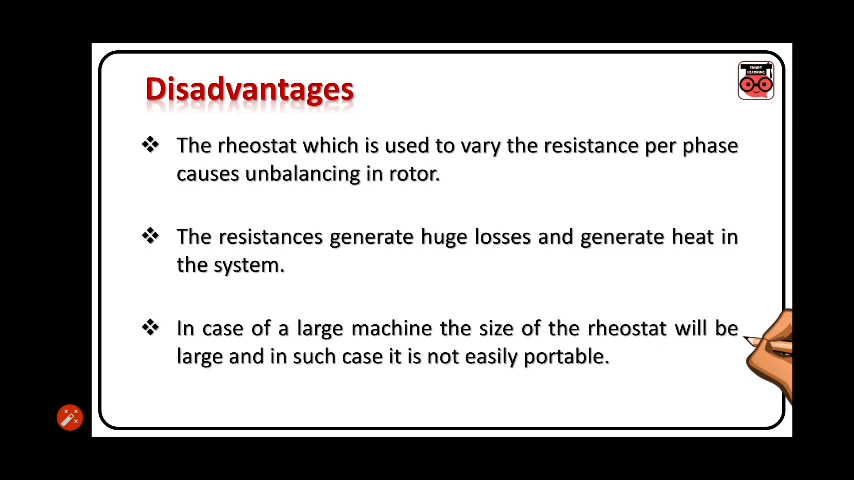 Disadvantages
SMART
LEARNING
❖ The rheostat which is used to vary the resistance per phase
causes unbalancing in rotor.
❖ The resistances generate huge losses and generate heat in
the system.
❖ In case of a large machine the size of the rheostat will be
large and in such case it is not easily portable.